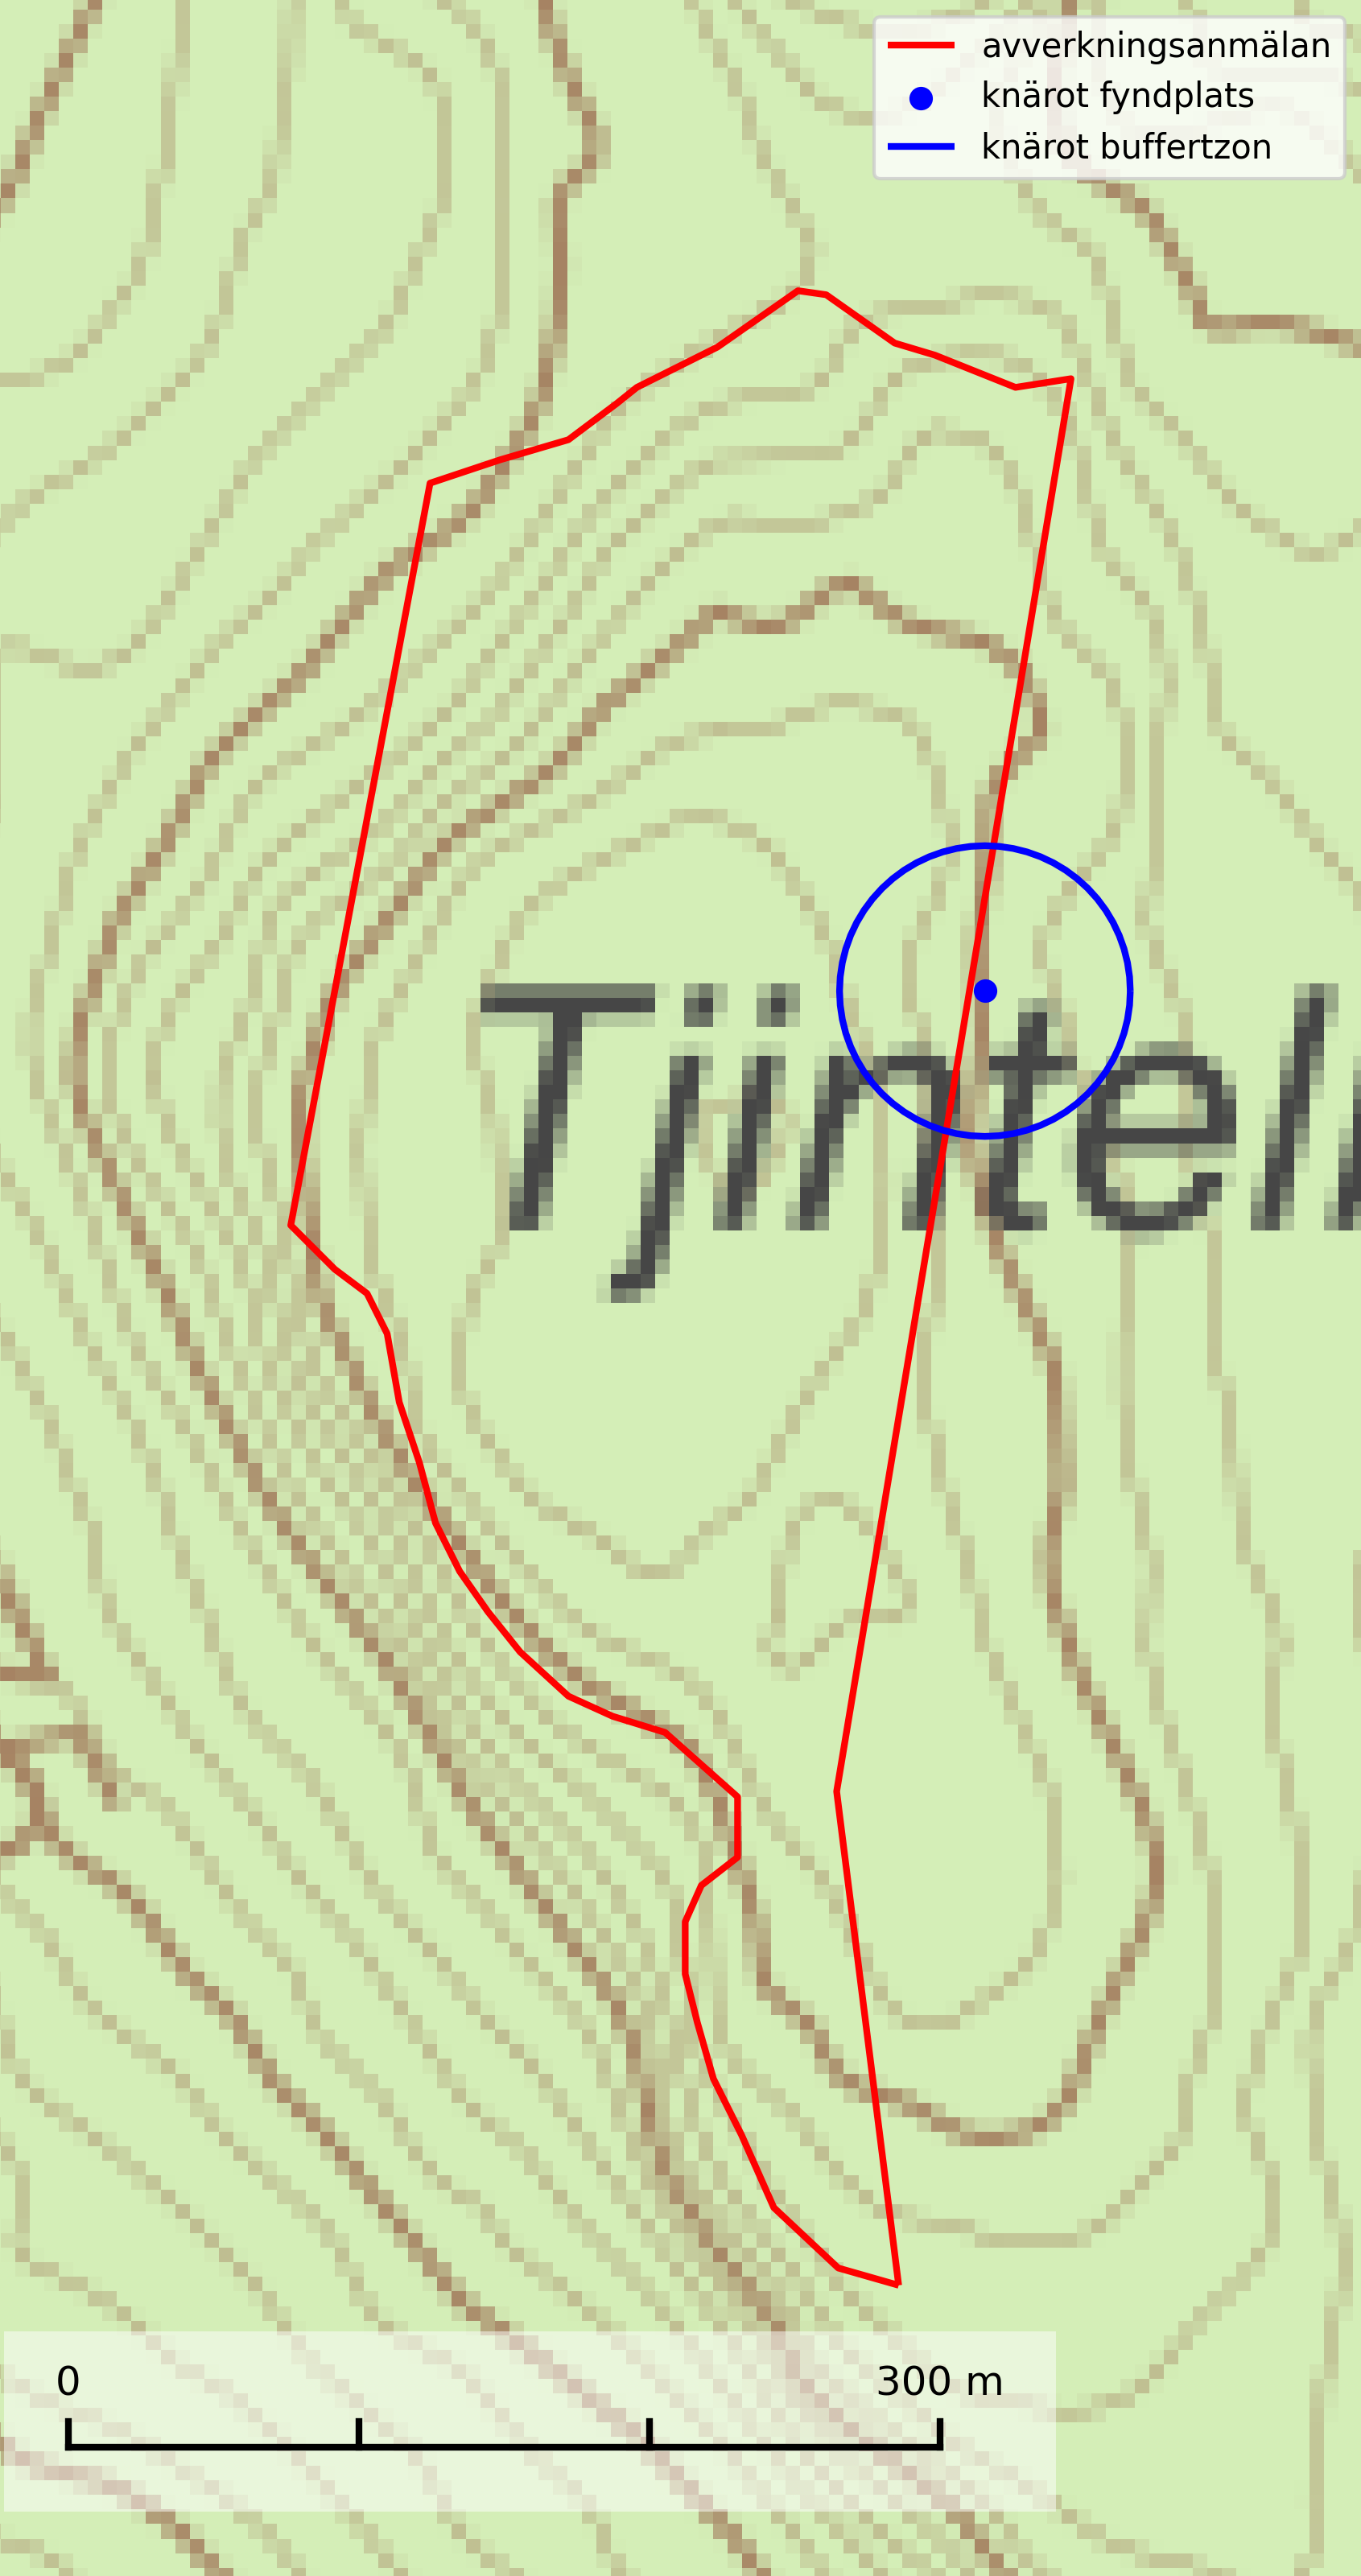 avverkningsanmälan
knärot fyndplats
knärot buffertzon
0 300 m